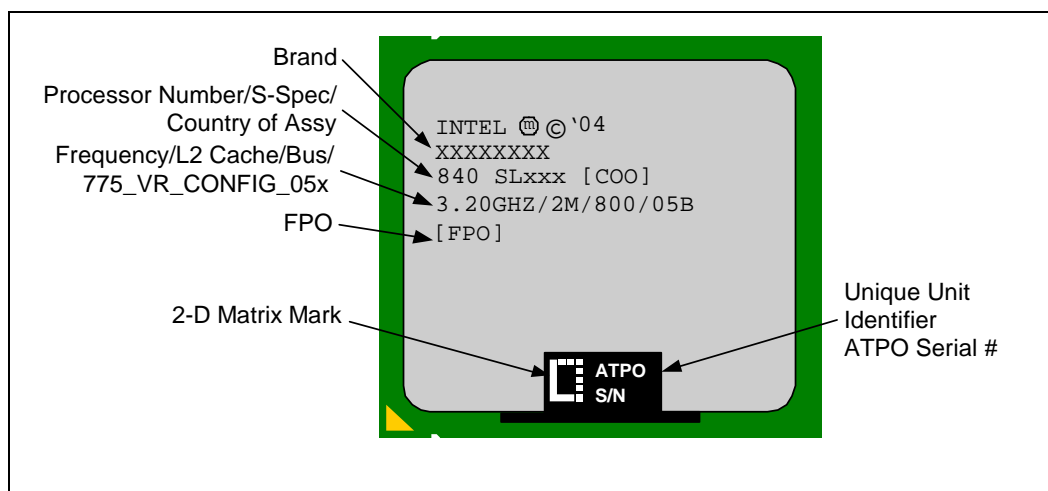 Brand
Processor Number/S-Spec/
Country of Assy
Frequency/L2 Cache/Bus/
775_VR_CONFIG_05x
FPO
2-D Matrix Mark
INTEL ⓜ © ‘04
XXXXXXXX
840 SLxxx [COO]
3.20GHZ/2M/800/05B
[FPO]
ATPO
S/N
Unique Unit
Identifier
ATPO Serial #